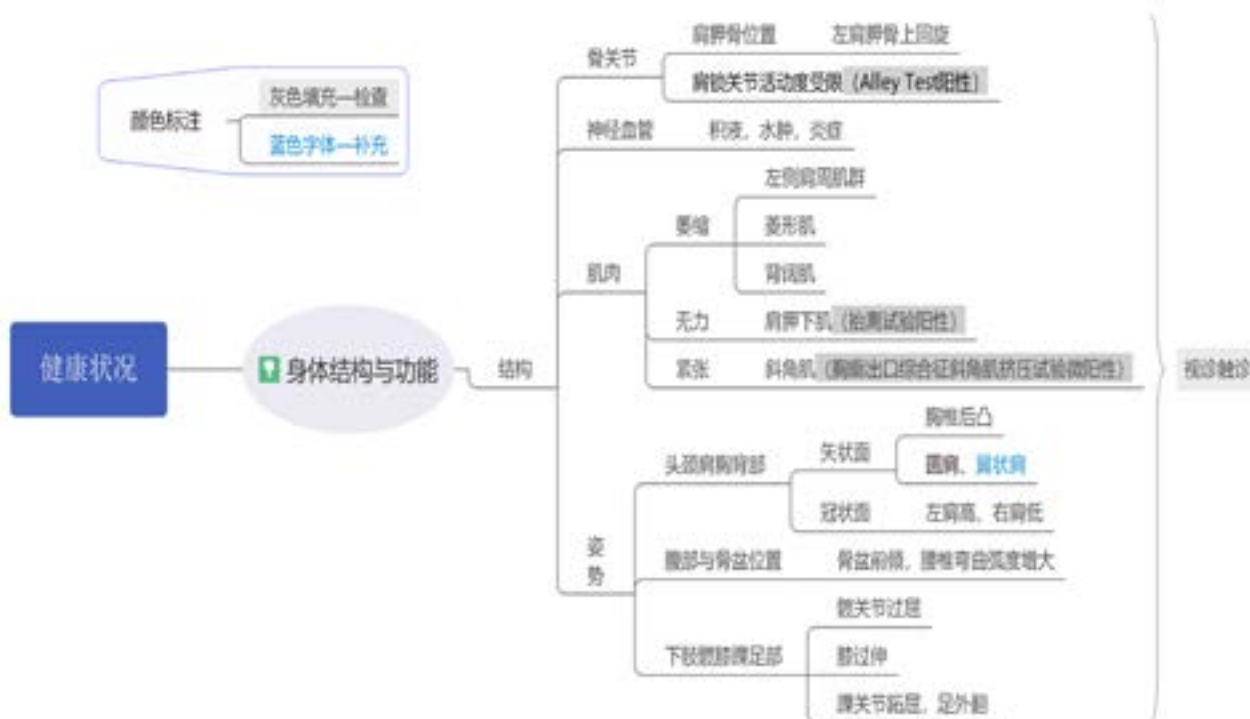 颜色标注
灰色填充—检查
蓝色字体—补充
健康状况
身体结构与功能
结构
骨关节
肩胛骨位置 左肩胛骨上回旋
肩锁关节活动度受限（Alley Test阳性）
神经血管 积液、水肿、炎症
肌肉
萎缩
左侧肩周肌群
菱形肌
背阔肌
无力 肩胛下肌（抬离试验阳性）
紧张 斜角肌（胸廓出口综合征斜角肌挤压试验微阳性）
姿势
头颈肩胸背部
矢状面
胸椎后凸
圆肩、翼状肩
冠状面 左肩高、右肩低
腹部与骨盆位置 骨盆前倾，腰椎弯曲弧度增大
下肢髋膝踝足部
髋关节过屈
膝过伸
踝关节跖屈，足外翻
视诊触诊